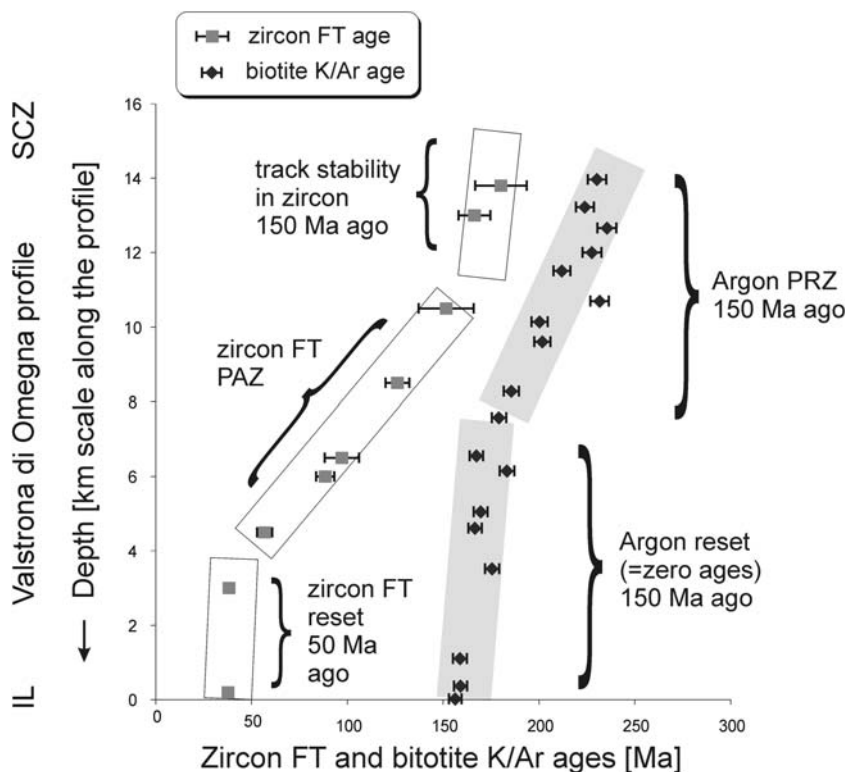 zircon FT age
biotite K/Ar age
SCZ
Valstrona di Omegna profile
IL
Depth [km scale along the profile]
16
14
12
10
8
6
4
2
0
track stability
in zircon
150 Ma ago
Argon PRZ
150 Ma ago
zircon FT
PAZ
Argon reset
(=zero ages)
150 Ma ago
zircon FT
reset
50 Ma
ago
0
50
100
150
200
250
300
Zircon FT and bitotite K/Ar ages [Ma]